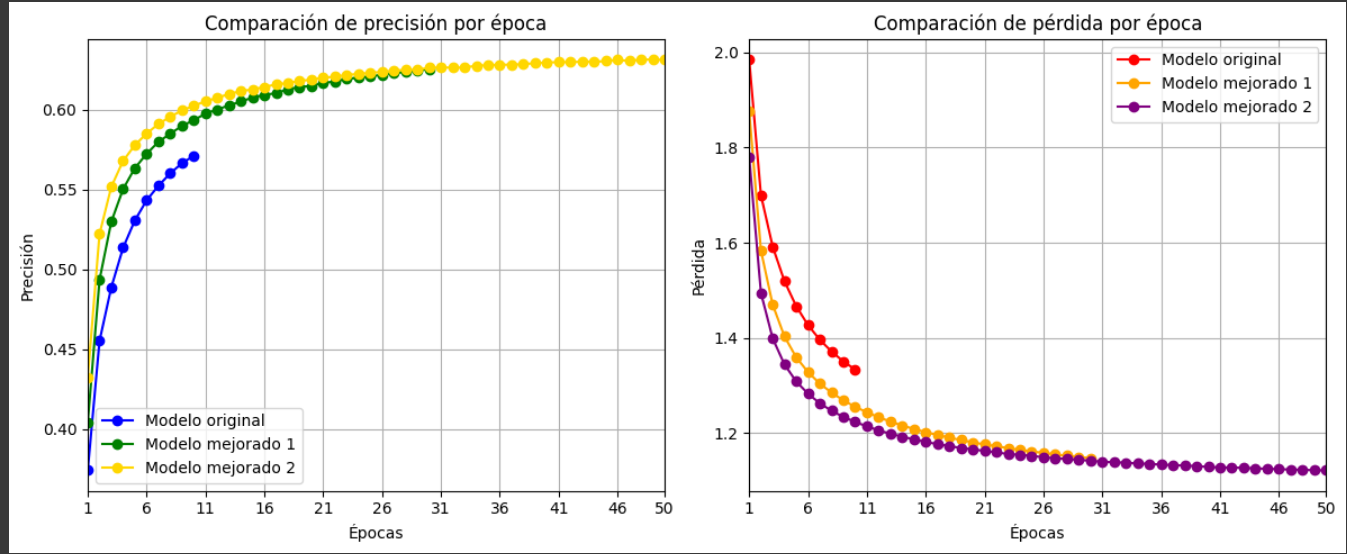 Comparación de precisión por época
Precisión
0.60
0.55
0.50
0.45
0.40
Modelo original
Modelo mejorado 1
Modelo mejorado 2
1 6 11 16 21 26 31 36 41 46 50
Épocas
Comparación de pérdida por época
Pérdida
2.0
1.8
1.6
1.4
1.2
Modelo original
Modelo mejorado 1
Modelo mejorado 2
1 6 11 16 21 26 31 36 41 46 50
Épocas